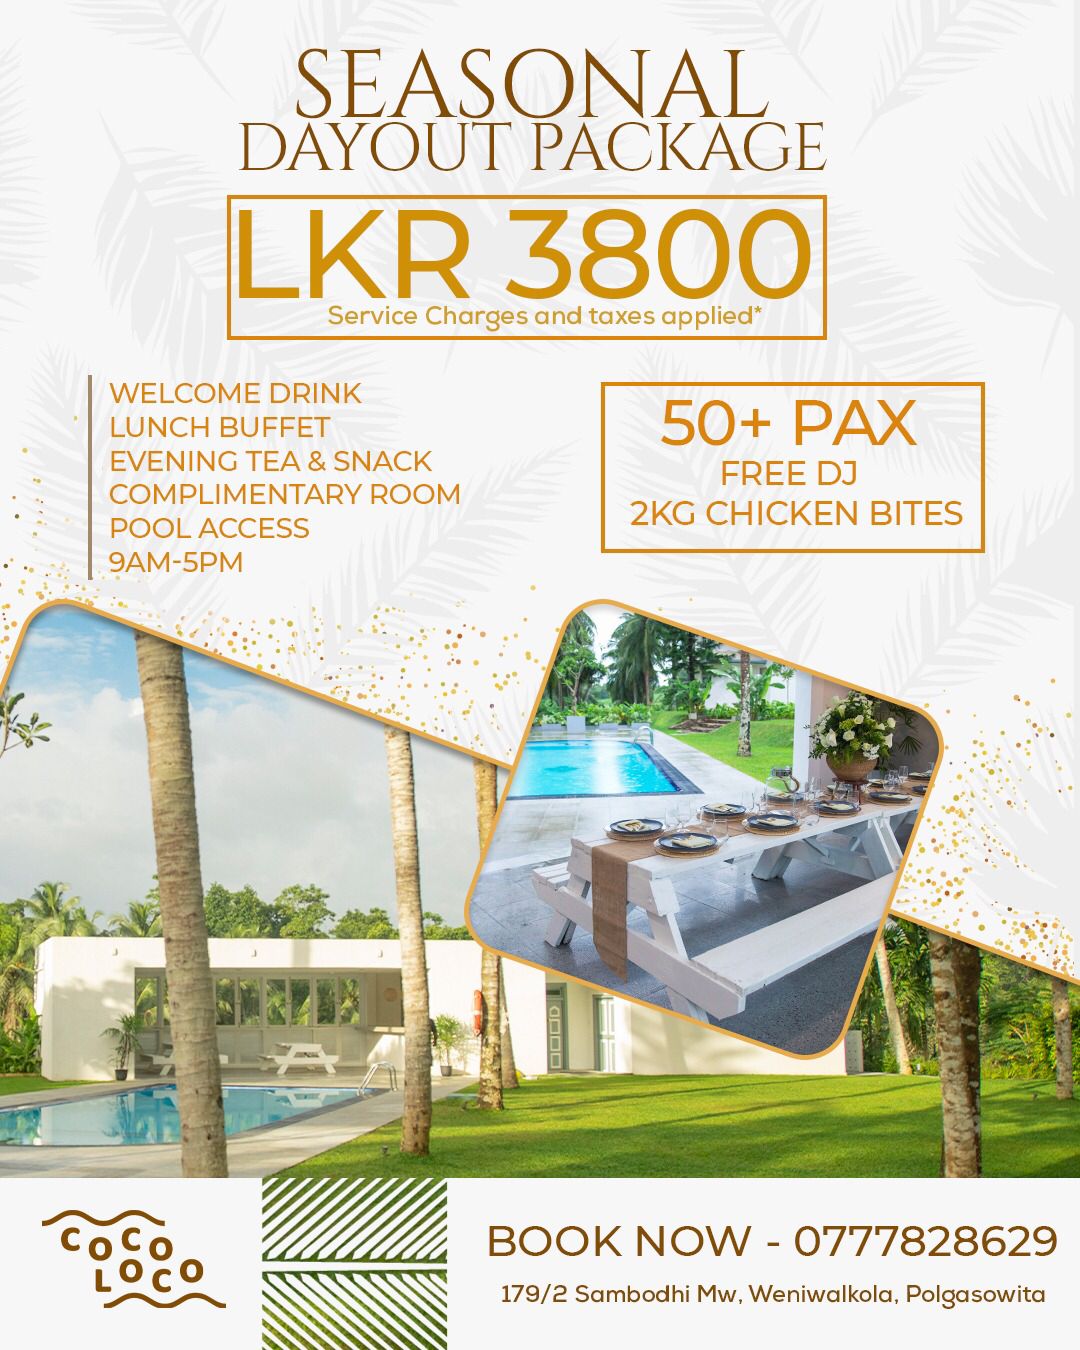 SEASONAL
DAYOUT PACKAGE
LKR 3800
Service Charges and taxes applied*
WELCOME DRINK
LUNCH BUFFET
EVENING TEA & SNACK
COMPLIMENTARY ROOM
POOL ACCESS
9AM-5PM
50+ PAX
FREE DJ
2KG CHICKEN BITES
COCO
LOCO
BOOK NOW - 0777828629
179/2 Sambodhi Mw, Weniwalkola, Polgasowita